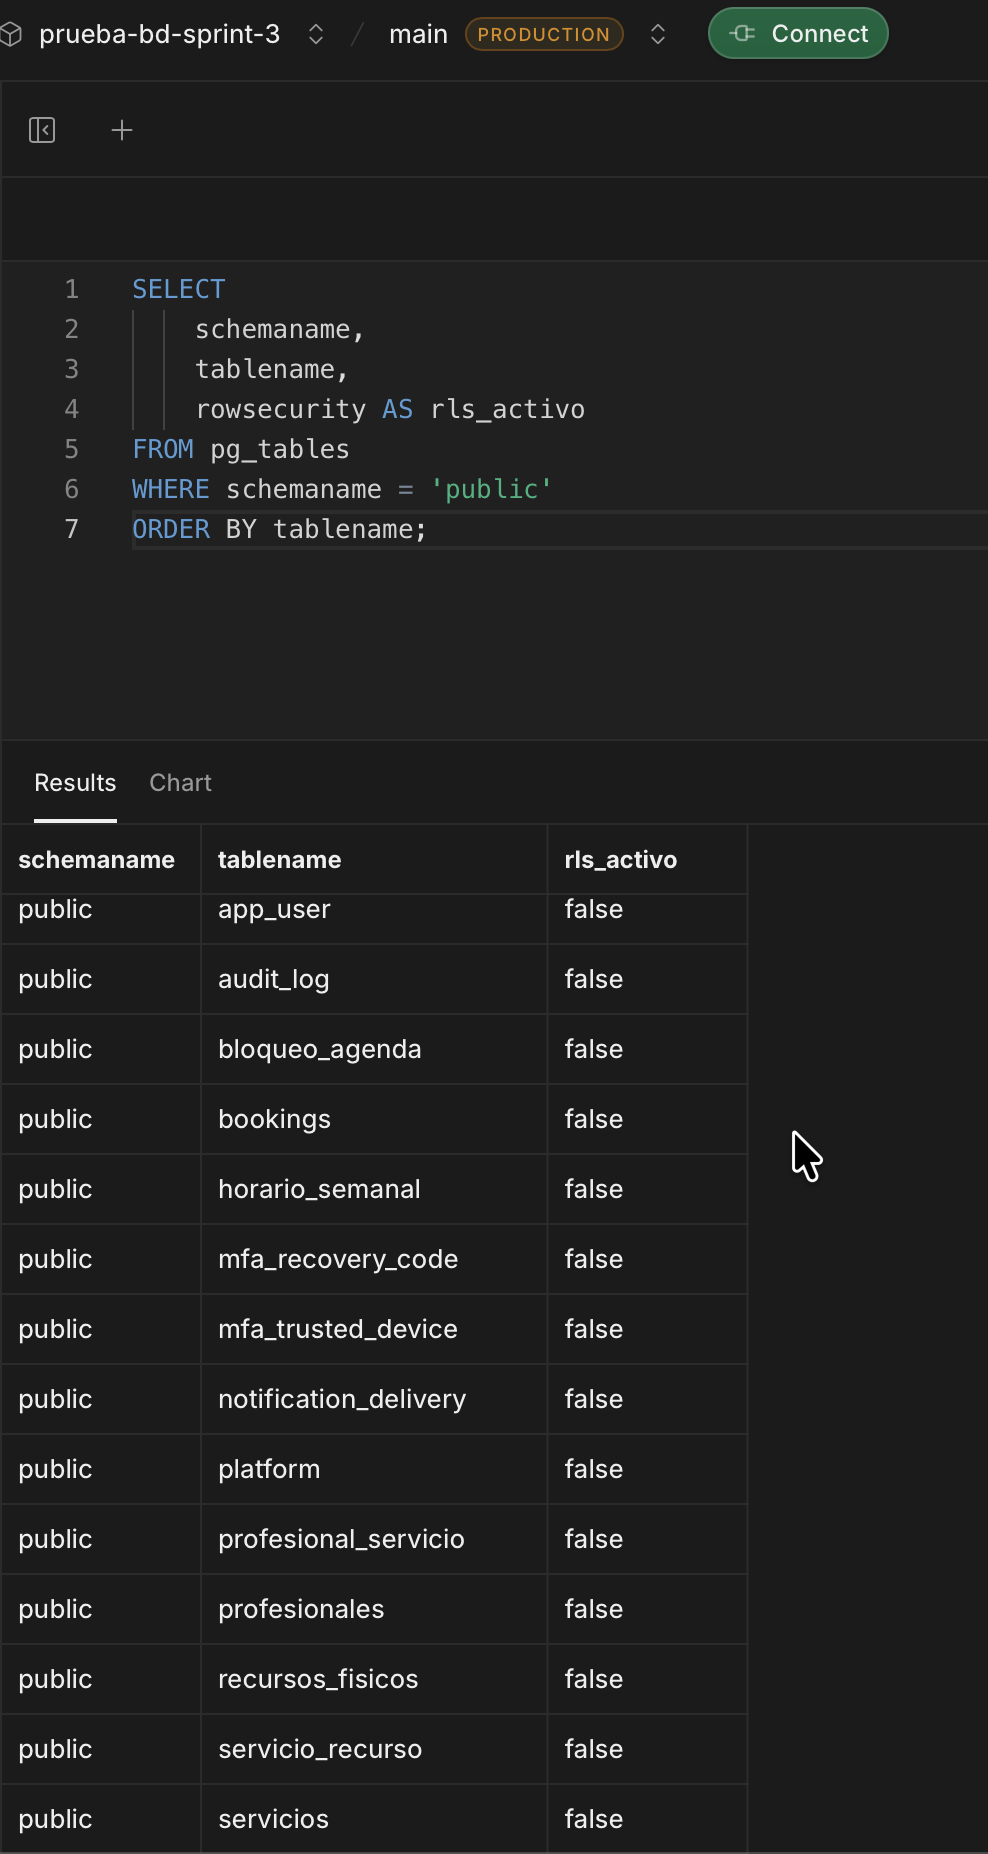 prueba-bd-sprint-3 / main PRODUCTION Connect
1 SELECT
2 schemaname,
3 tablename,
4 rowsecurity AS rls_activo
5 FROM pg_tables
6 WHERE schemaname = 'public'
7 ORDER BY tablename;
Results Chart
schemaname tablename rls_activo
public app_user false
public audit_log false
public bloqueo_agenda false
public bookings false
public horario_semanal false
public mfa_recovery_code false
public mfa_trusted_device false
public notification_delivery false
public platform false
public profesional_servicio false
public profesionales false
public recursos_fisicos false
public servicio_recurso false
public servicios false